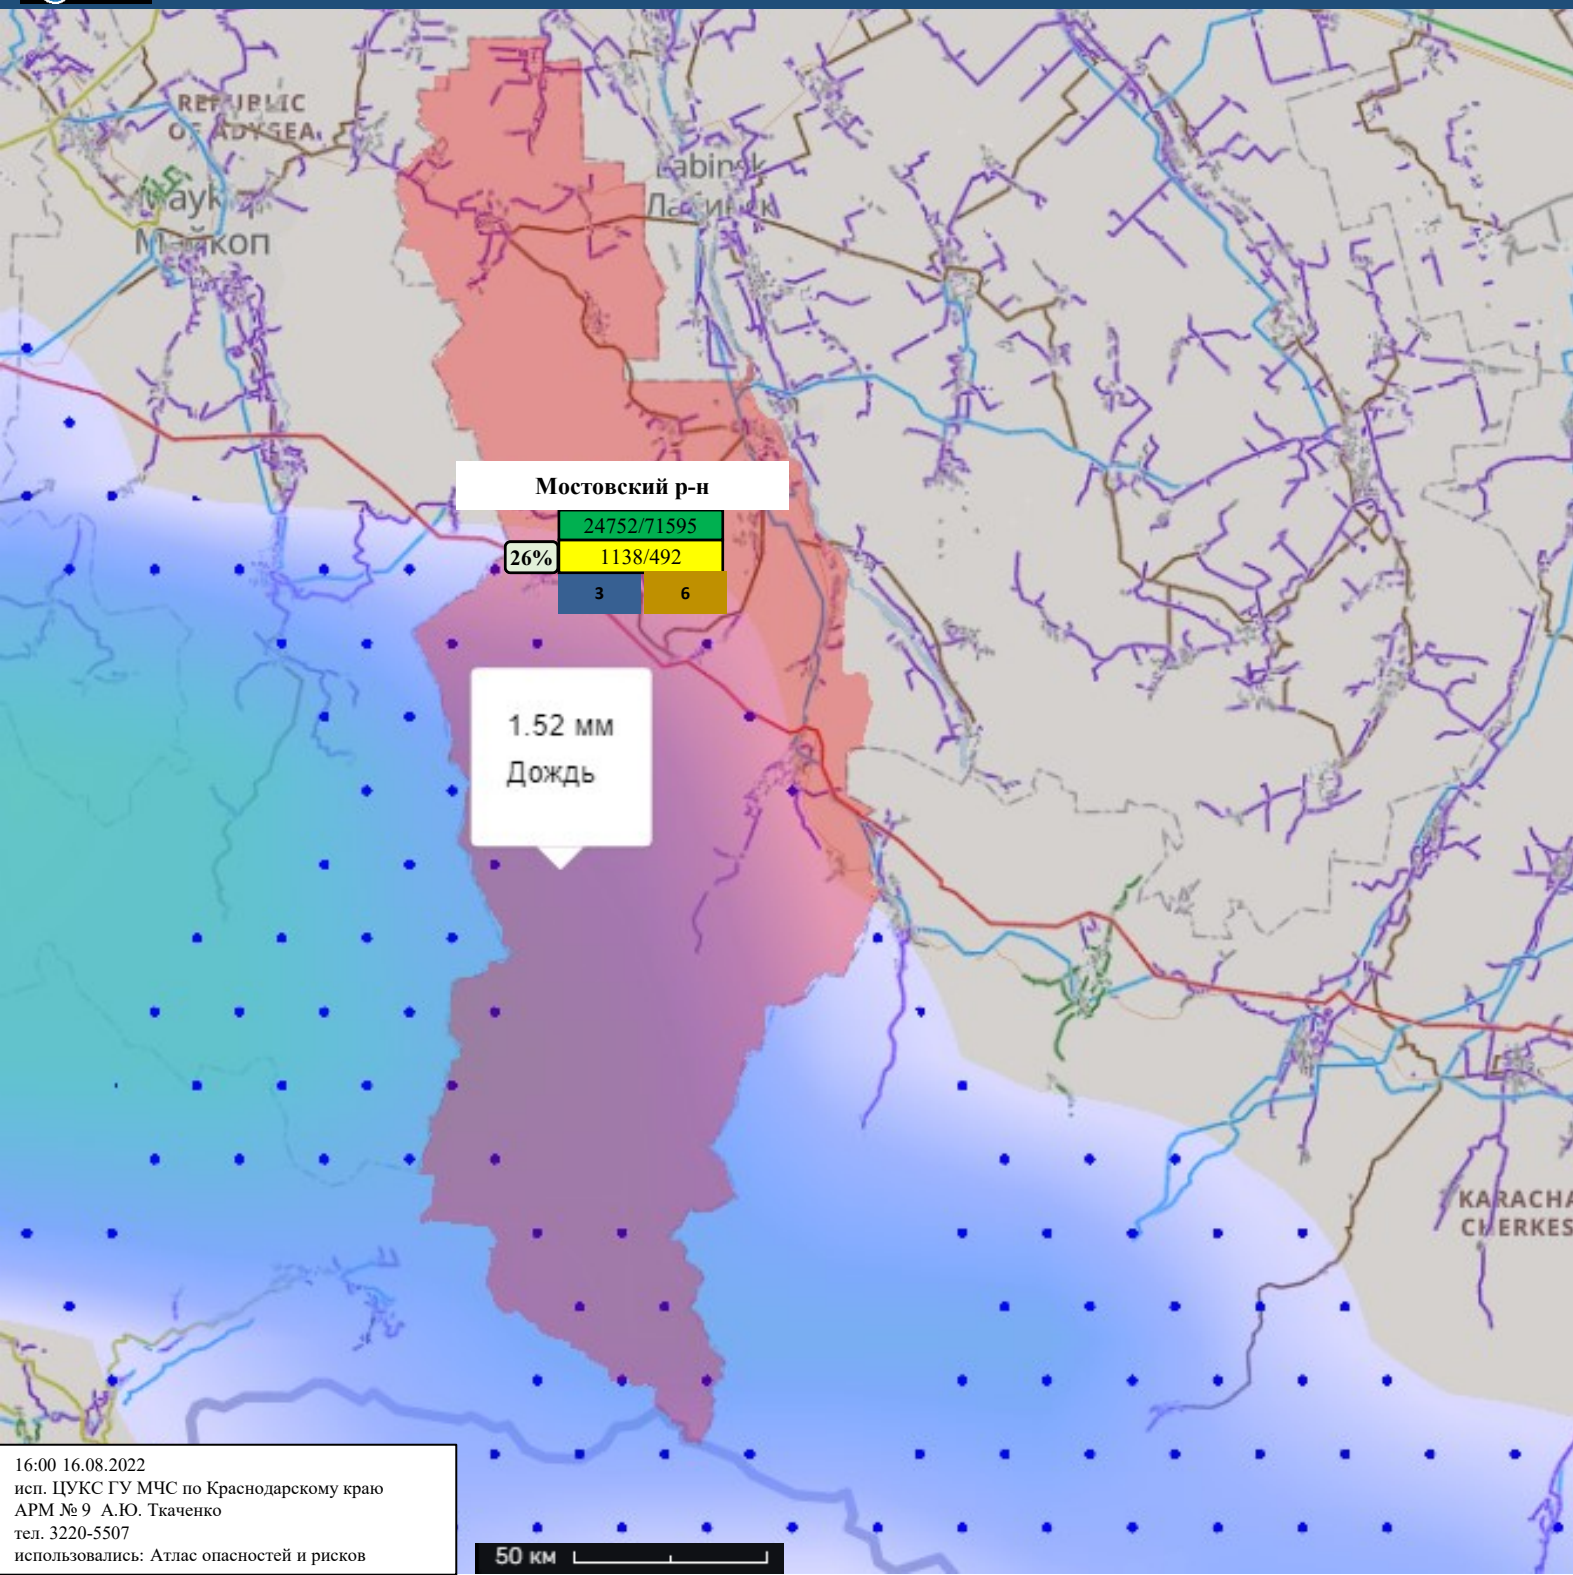 REPUBLIC
OF ADYGEA
Labinsk
Лабинск
Maykop
Майкоп
Мостовский р-н
24752/71595
26%
1138/492
3
6
1.52 мм
Дождь
KARACHA
CHERKES
16:00 16.08.2022
исп. ЦУКС ГУ МЧС по Краснодарскому краю
АРМ № 9 А.Ю. Ткаченко
тел. 3220-5507
использовались: Атлас опасностей и рисков
50 км